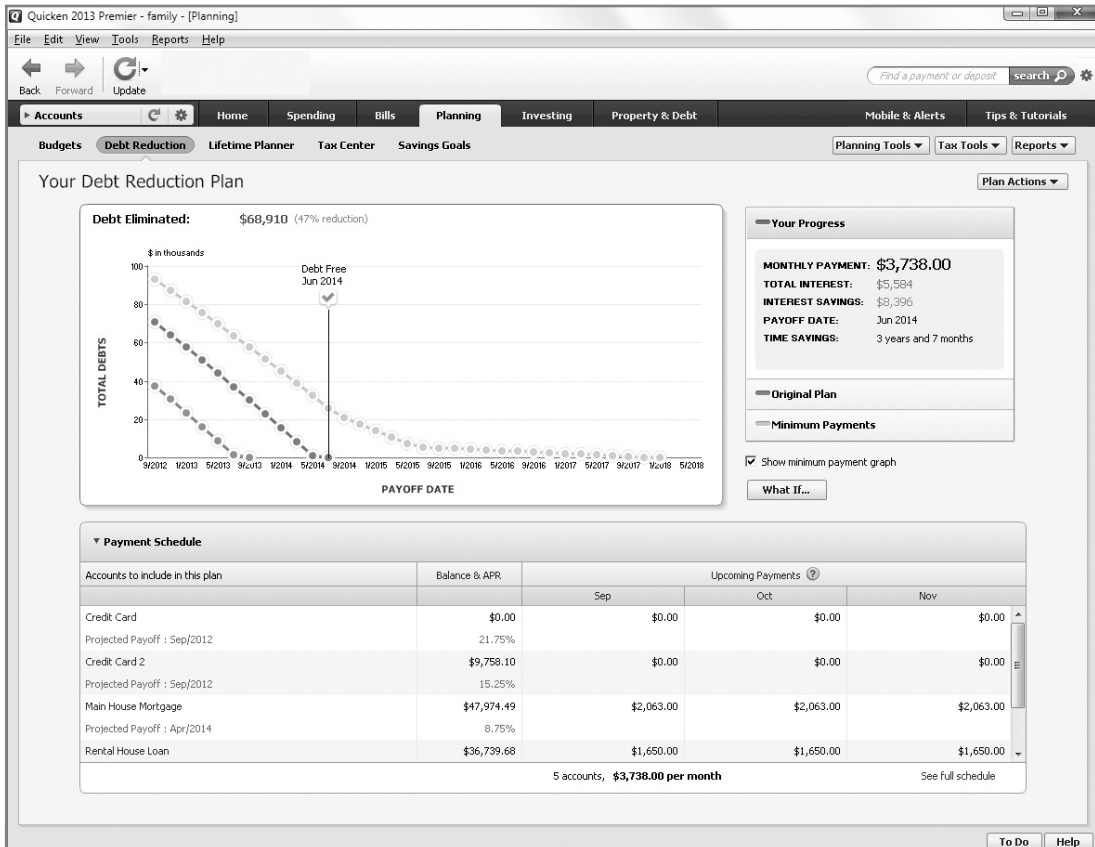 Quicken 2013 Premier - family - [Planning]
File Edit View Tools Reports Help
Back Forward Update
Find a payment or deposit search
Accounts Home Spending Bills Planning Investing Property & Debt Mobile & Alerts Tips & Tutorials
Budgets Debt Reduction Lifetime Planner Tax Center Savings Goals Planning Tools Tax Tools Reports
Your Debt Reduction Plan
Plan Actions
Debt Eliminated: $68,910 (47% reduction)
$ in thousands
Debt Free
Jun 2014
100
80
60
40
20
0
TOTAL DEBTS
9/2012 1/2013 5/2013 9/2013 1/2014 5/2014 9/2014 1/2015 5/2015 9/2015 1/2016 5/2016 9/2016 1/2017 5/2017 9/2017 1/2018 5/2018
PAYOFF DATE
Your Progress
MONTHLY PAYMENT: $3,738.00
TOTAL INTEREST: $5,584
INTEREST SAVINGS: $8,396
PAYOFF DATE: Jun 2014
TIME SAVINGS: 3 years and 7 months
Original Plan
Minimum Payments
Show minimum payment graph
What If...
Payment Schedule
Accounts to include in this plan Balance & APR Upcoming Payments ?
Sep Oct Nov
Credit Card $0.00 $0.00 $0.00 $0.00
Projected Payoff : Sep/2012 21.75%
Credit Card 2 $9,758.10 $0.00 $0.00 $0.00
Projected Payoff : Sep/2012 15.25%
Main House Mortgage $47,974.49 $2,063.00 $2,063.00 $2,063.00
Projected Payoff : Apr/2014 8.75%
Rental House Loan $36,739.68 $1,650.00 $1,650.00 $1,650.00
5 accounts, $3,738.00 per month See full schedule
To Do Help